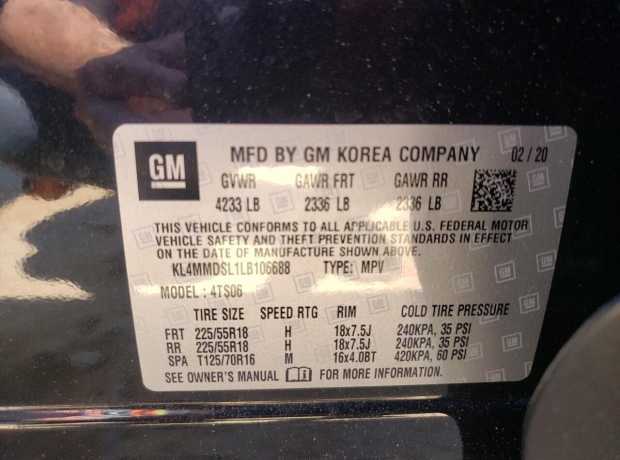 GM
MFD BY GM KOREA COMPANY 02/20
GVWR GAWR FRT GAWR RR
4233 LB 2336 LB 2336 LB
THIS VEHICLE CONFORMS TO ALL APPLICABLE U.S. FEDERAL MOTOR
VEHICLE SAFETY AND THEFT PREVENTION STANDARDS IN EFFECT
ON THE DATE OF MANUFACTURE SHOWN ABOVE.
KL4MMDSL1LB106688 TYPE: MPV
MODEL: 4TS06
TIRE SIZE SPEED RTG RIM COLD TIRE PRESSURE
FRT 225/55R18 H 18x7.5J 240KPA, 35 PSI
RR 225/55R18 H 18x7.5J 240KPA, 35 PSI
SPA T125/70R16 M 16x4.0BT 420KPA, 60 PSI
SEE OWNER'S MANUAL FOR MORE INFORMATION